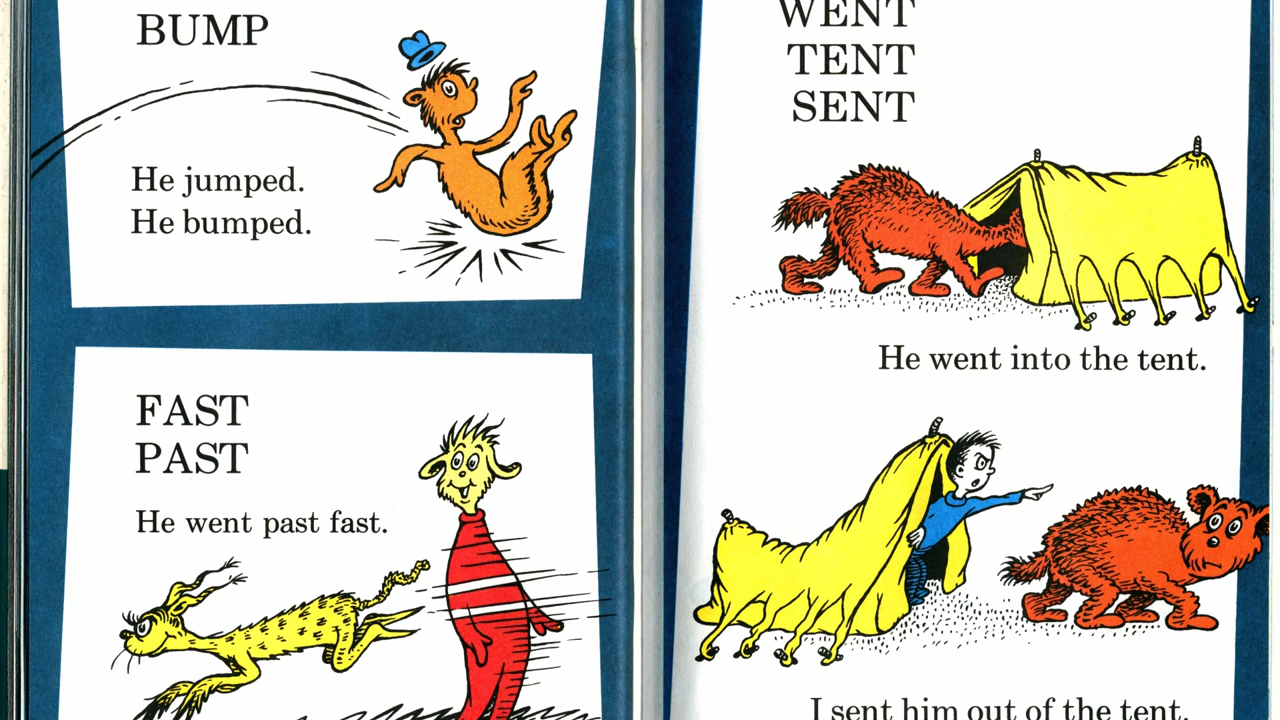 BUMP
He jumped.
He bumped.
FAST
PAST
He went past fast.
WENT
TENT
SENT
He went into the tent.
I sent him out of the tent.